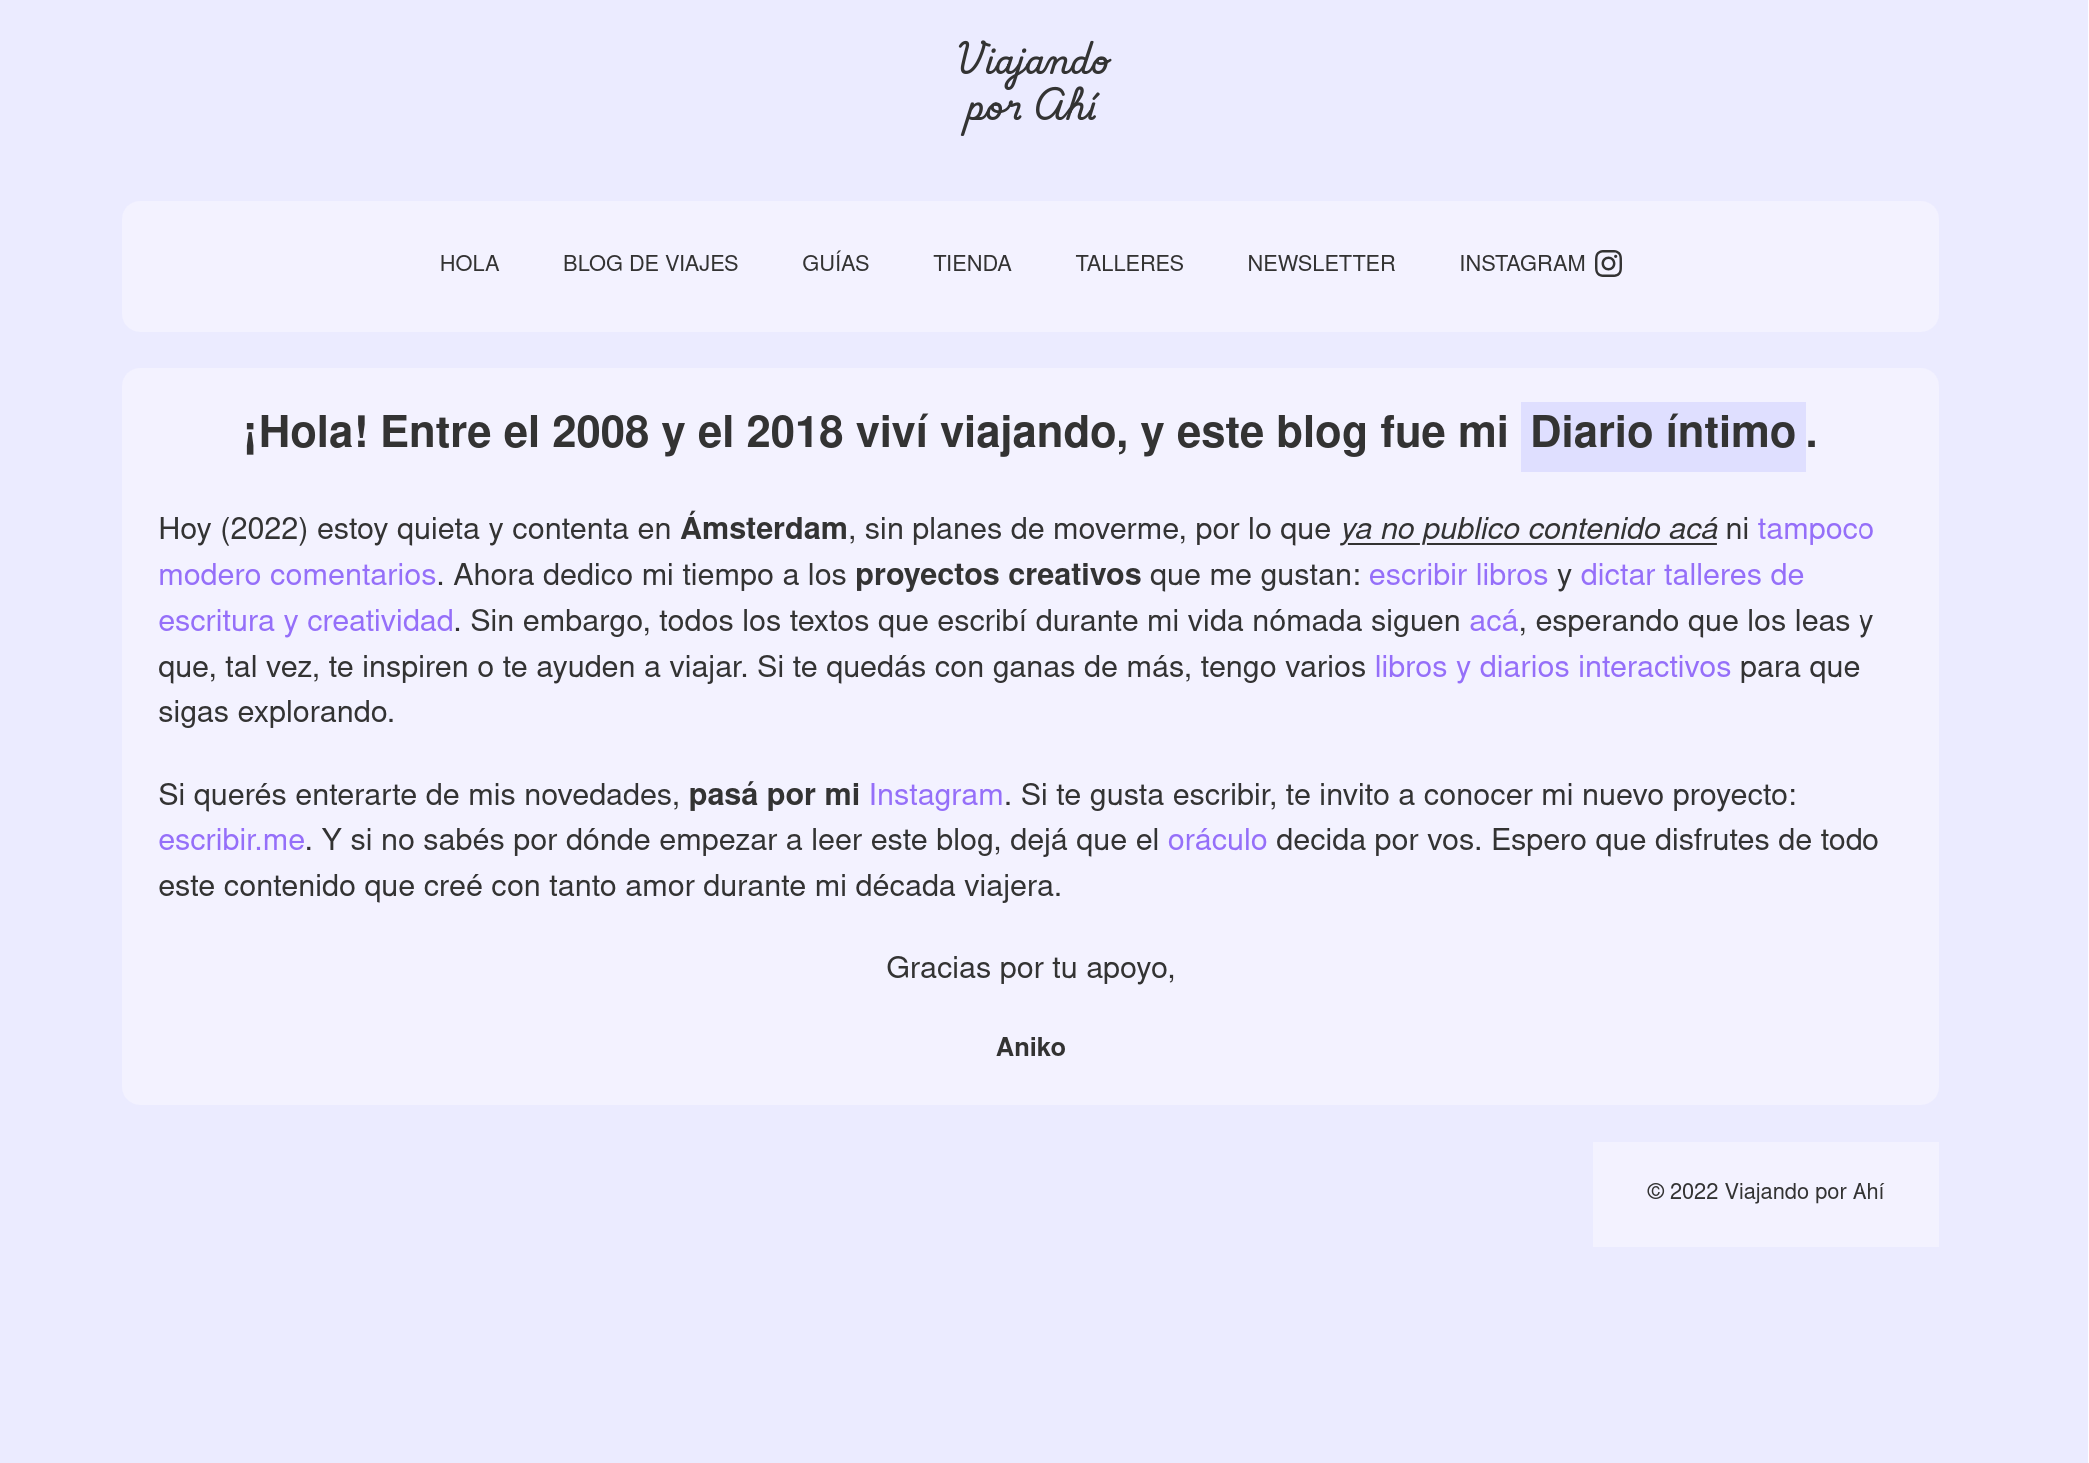 Viajando
por Ahí
HOLA BLOG DE VIAJES GUÍAS TIENDA TALLERES NEWSLETTER INSTAGRAM
¡Hola! Entre el 2008 y el 2018 viví viajando, y este blog fue mi Diario íntimo .
Hoy (2022) estoy quieta y contenta en Ámsterdam, sin planes de moverme, por lo que ya no publico contenido acá ni tampoco
modero comentarios. Ahora dedico mi tiempo a los proyectos creativos que me gustan: escribir libros y dictar talleres de
escritura y creatividad. Sin embargo, todos los textos que escribí durante mi vida nómada siguen acá, esperando que los leas y
que, tal vez, te inspiren o te ayuden a viajar. Si te quedás con ganas de más, tengo varios libros y diarios interactivos para que
sigas explorando.
Si querés enterarte de mis novedades, pasá por mi Instagram. Si te gusta escribir, te invito a conocer mi nuevo proyecto:
escribir.me. Y si no sabés por dónde empezar a leer este blog, dejá que el oráculo decida por vos. Espero que disfrutes de todo
este contenido que creé con tanto amor durante mi década viajera.
Gracias por tu apoyo,
Aniko
© 2022 Viajando por Ahí